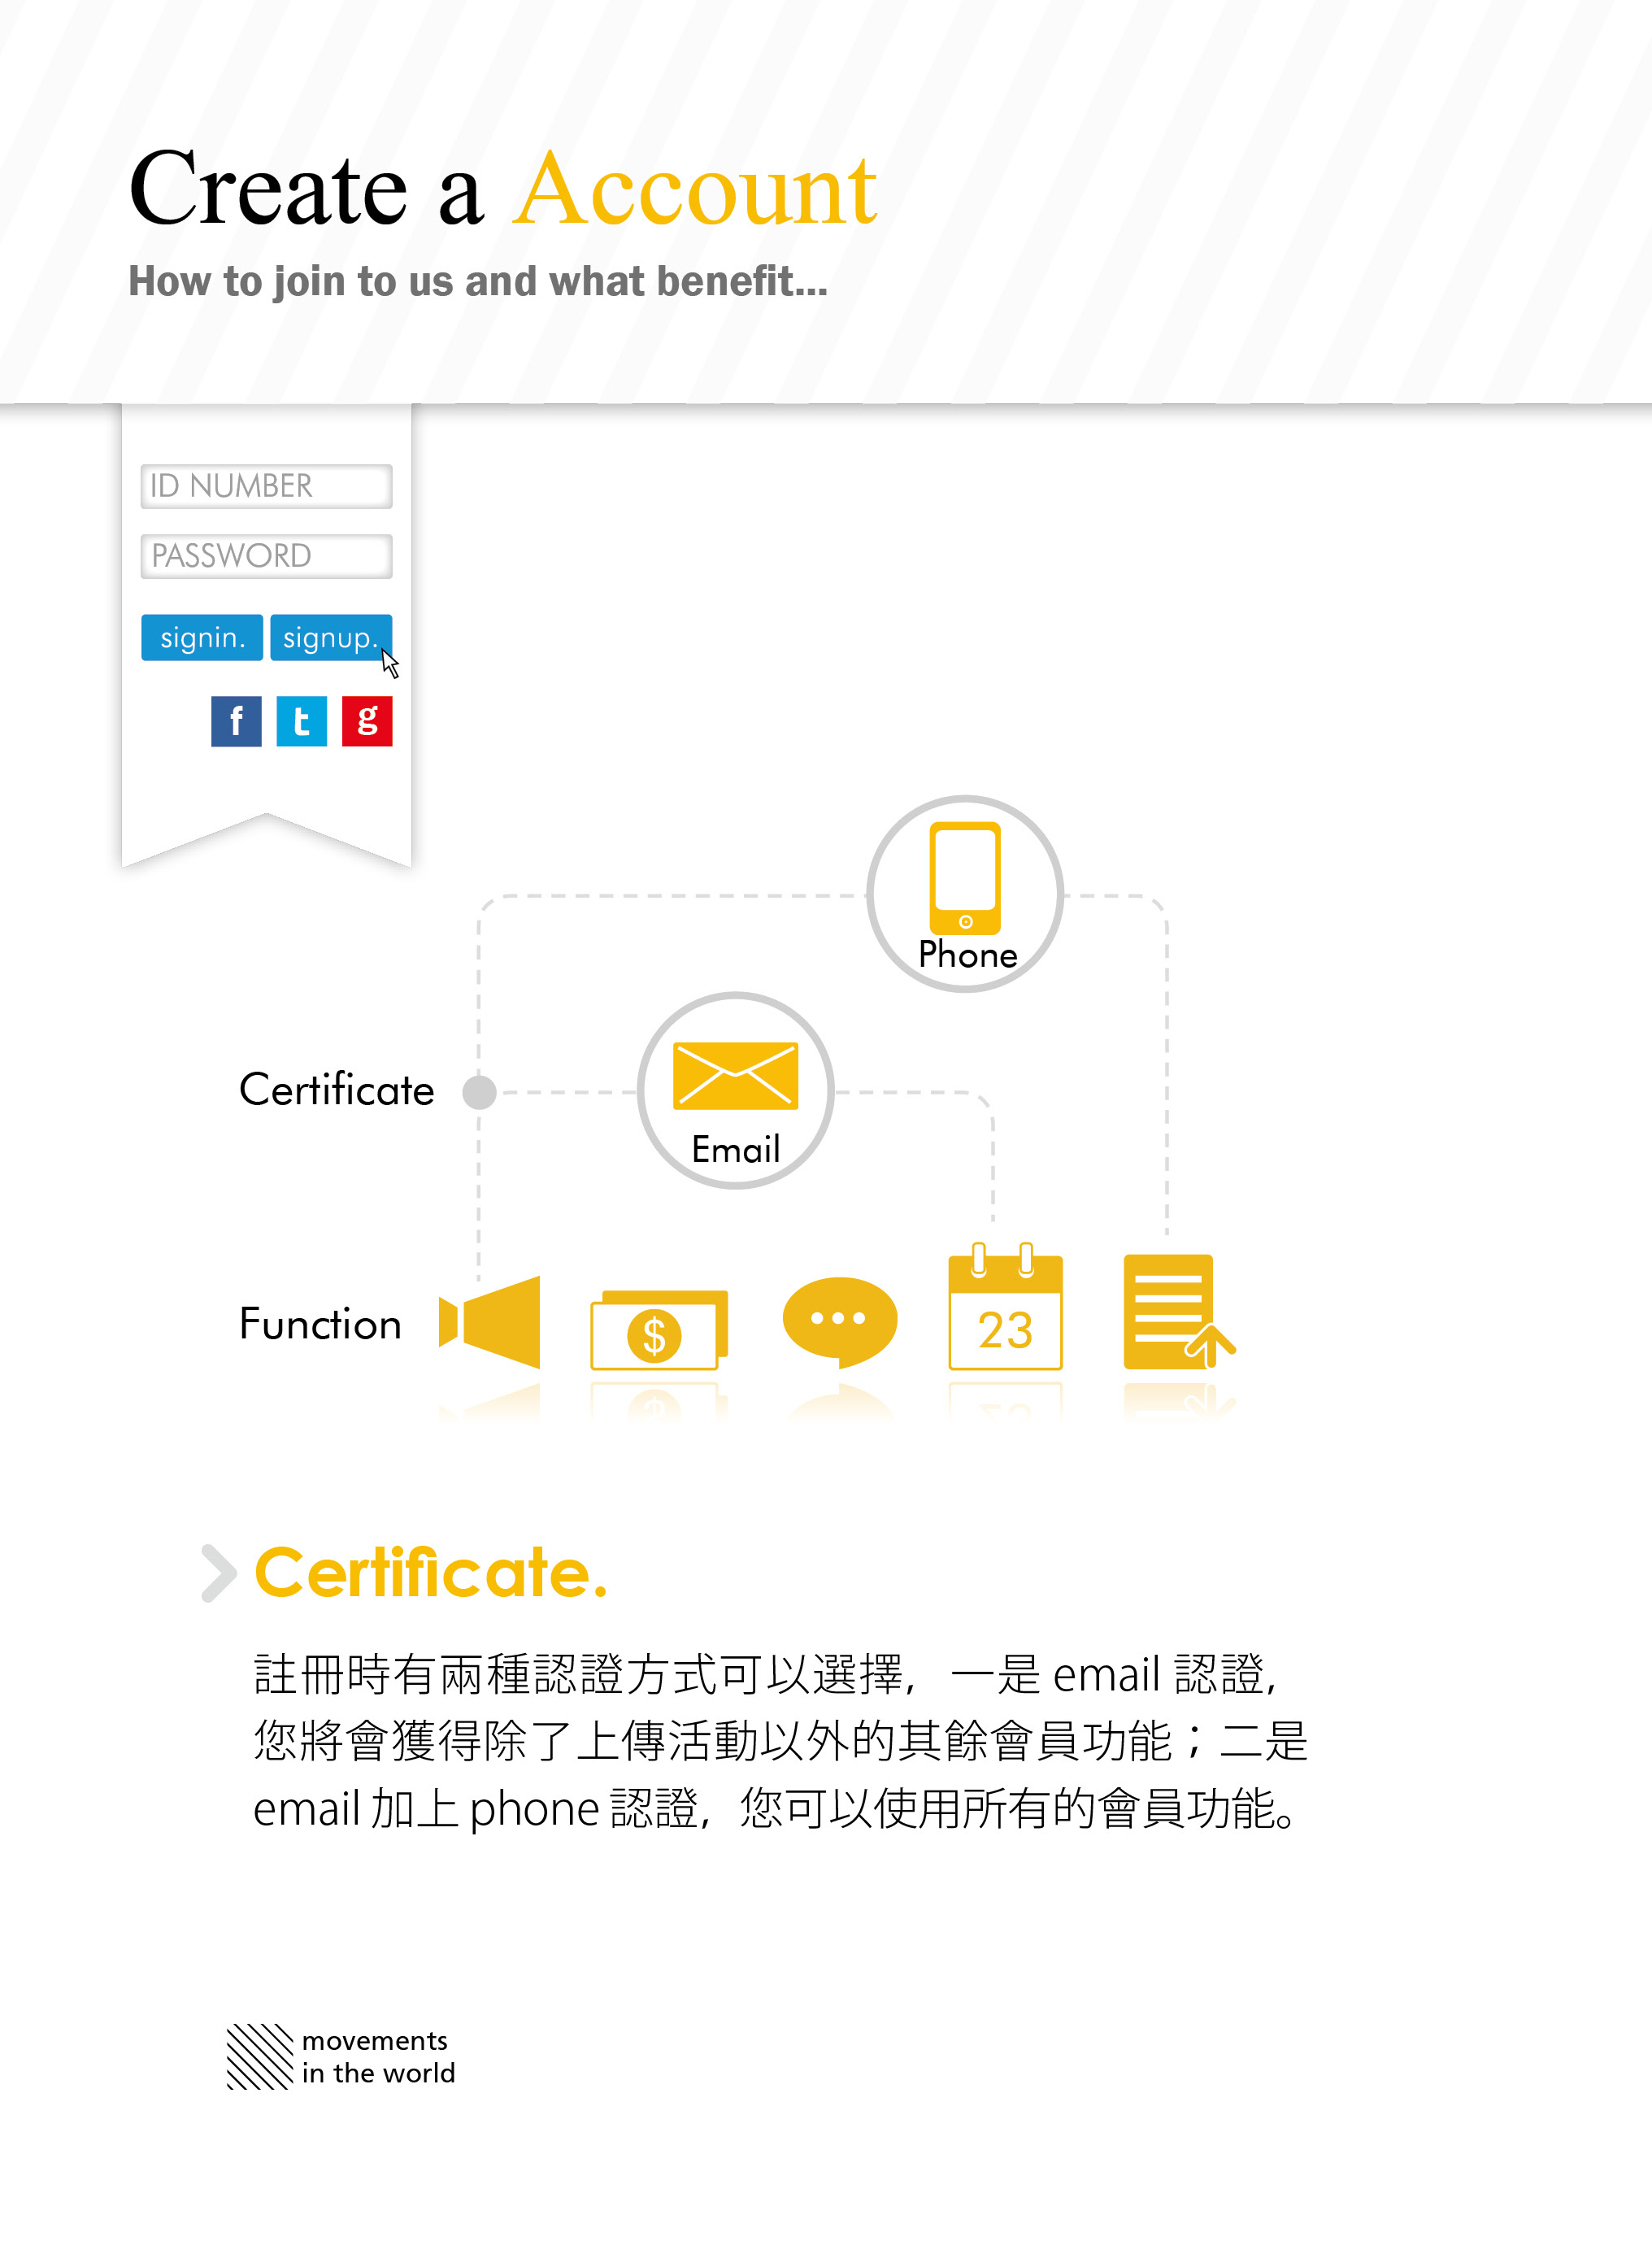 Create a Account
How to join to us and what benefit...
ID NUMBER
PASSWORD
signin. signup.
f t g
Phone
Certificate
Email
Function
$
23
Certificate.
註冊時有兩種認證方式可以選擇，一是 email 認證，
您將會獲得除了上傳活動以外的其餘會員功能；二是
email 加上 phone 認證，您可以使用所有的會員功能。
movements
in the world